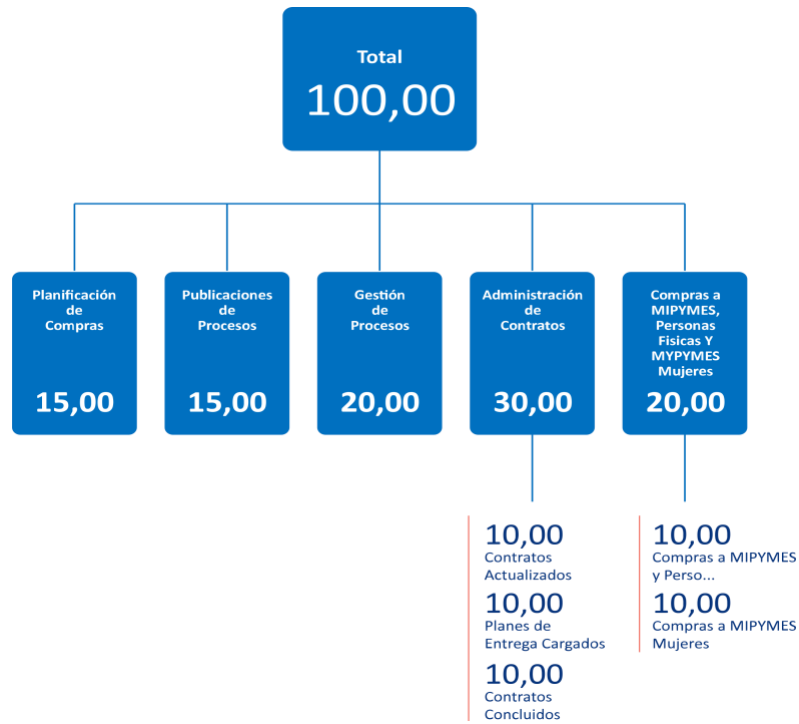 Total
100,00
Planificación
de
Compras
15,00
Publicaciones
de
Procesos
15,00
Gestión
de
Procesos
20,00
Administración
de
Contratos
30,00
Compras a
MIPYMES,
Personas
Fisicas Y
MYPYMES
Mujeres
20,00
10,00
Contratos
Actualizados
10,00
Planes de
Entrega Cargados
10,00
Contratos
Concluidos
10,00
Compras a MIPYMES
y Perso...
10,00
Compras a MIPYMES
Mujeres